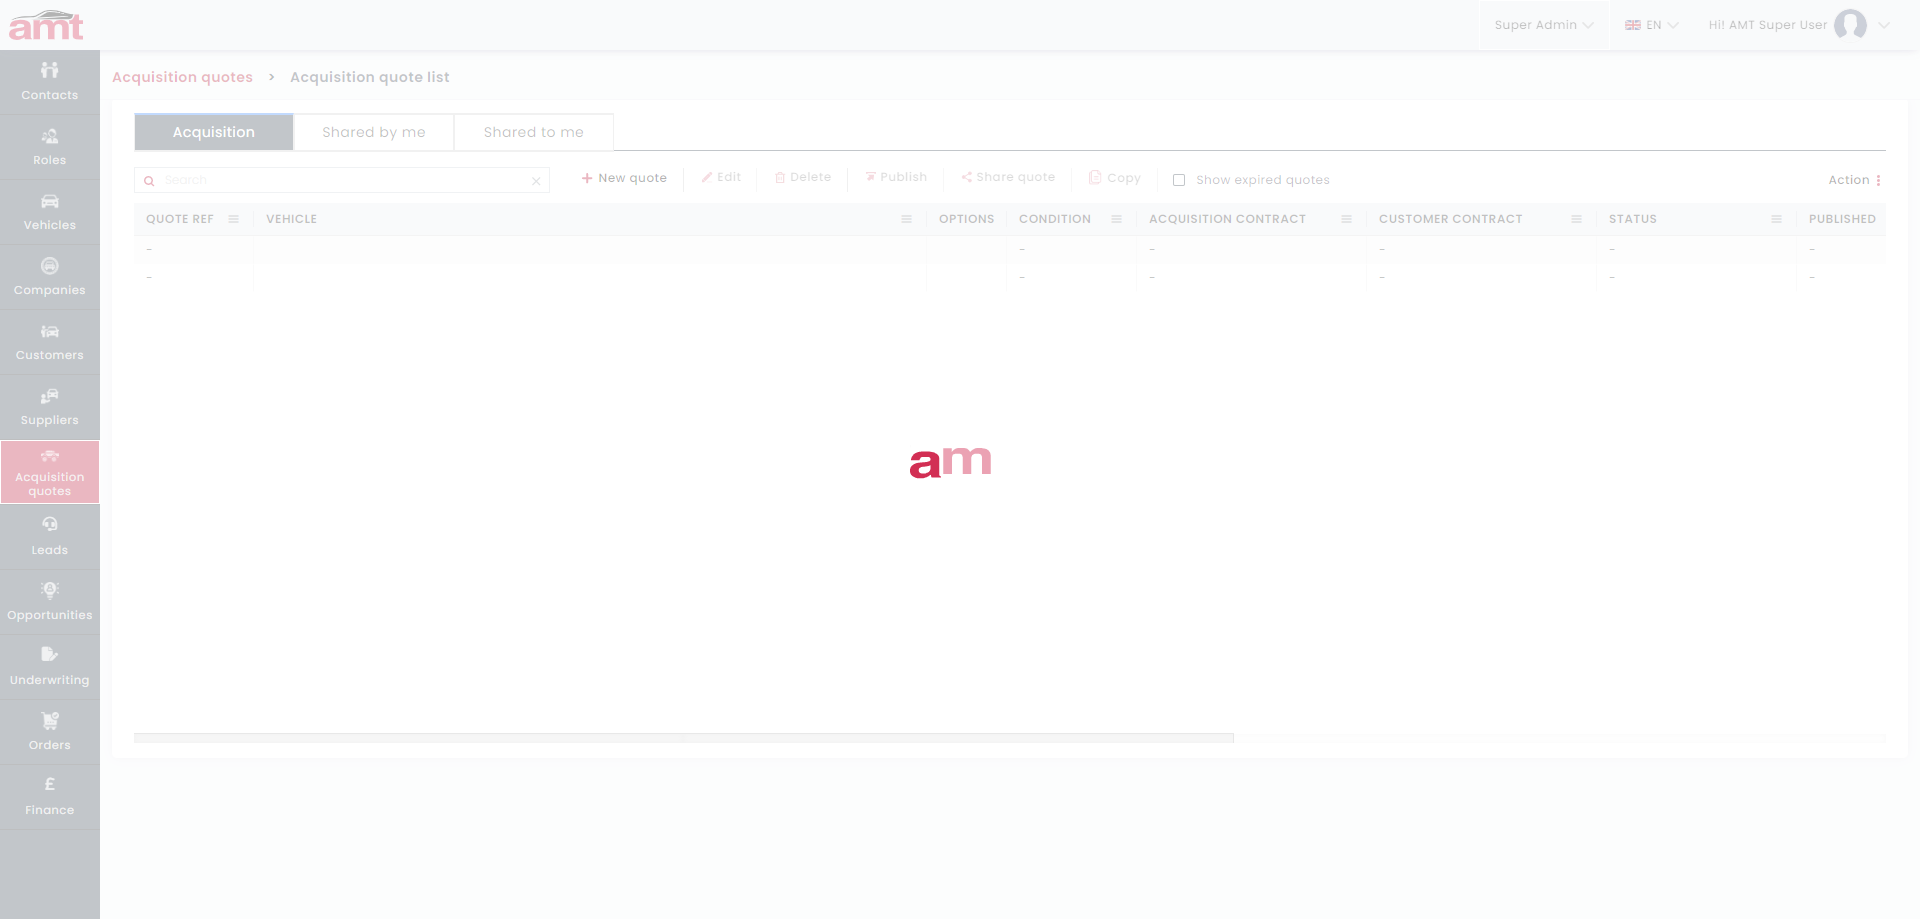 amt
Super Admin
EN
Hi! AMT Super User
Contacts
Roles
Vehicles
Companies
Customers
Suppliers
Acquisition
quotes
Leads
Opportunities
Underwriting
Orders
£
Finance
Acquisition quotes > Acquisition quote list
Acquisition
Shared by me
Shared to me
Search
New quote
Edit
Delete
Publish
Share quote
Copy
Show expired quotes
Action
QUOTE REF VEHICLE OPTIONS CONDITION ACQUISITION CONTRACT CUSTOMER CONTRACT STATUS PUBLISHED
- - - - - -
- - - - - -
am